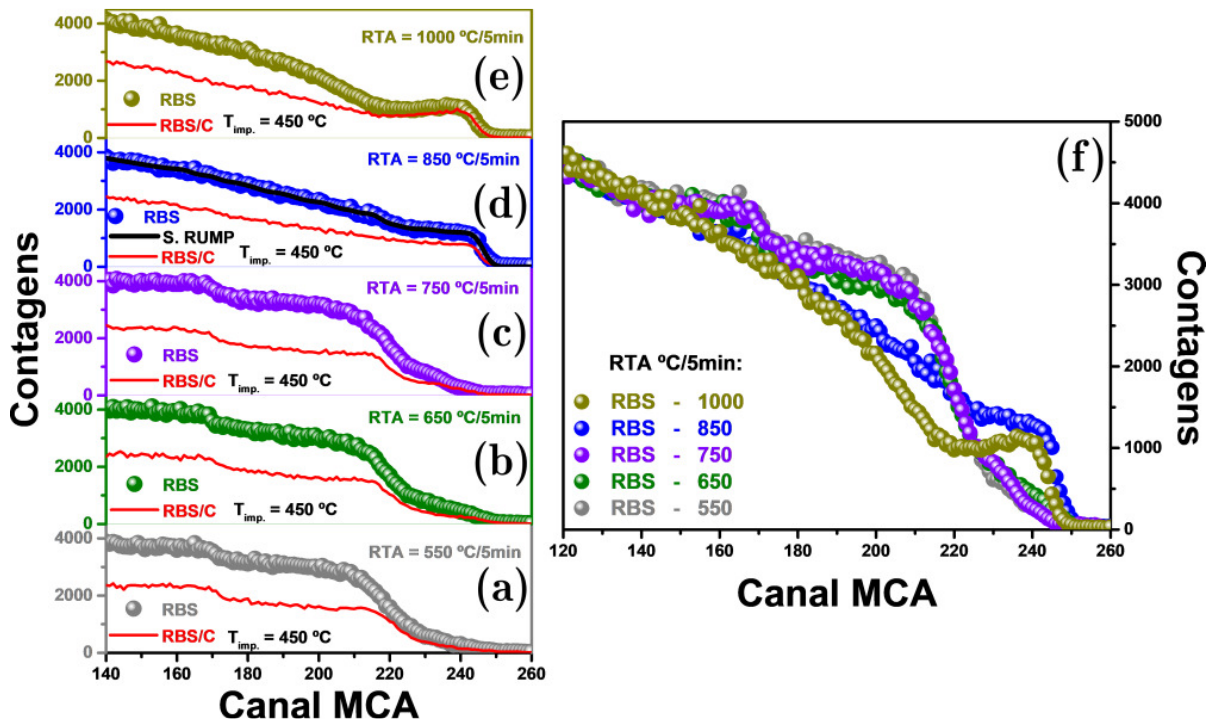 Contagens
4000
2000
0
RTA = 1000 ºC/5min
(e)
RBS
RBS/C T imp. = 450 ºC
4000
2000
0
RTA = 850 ºC/5min
(d)
RBS
S. RUMP
RBS/C T imp. = 450 ºC
4000
2000
0
RTA = 750 ºC/5min
(c)
RBS
RBS/C T imp. = 450 ºC
4000
2000
0
RTA = 650 ºC/5min
(b)
RBS
RBS/C T imp. = 450 ºC
4000
2000
0
RTA = 550 ºC/5min
(a)
RBS
RBS/C T imp. = 450 ºC
140 160 180 200 220 240 260
Canal MCA
(f)
5000
4000
3000
2000
1000
0
Contagens
RTA ºC/5min:
RBS - 1000
RBS - 850
RBS - 750
RBS - 650
RBS - 550
120 140 160 180 200 220 240 260
Canal MCA